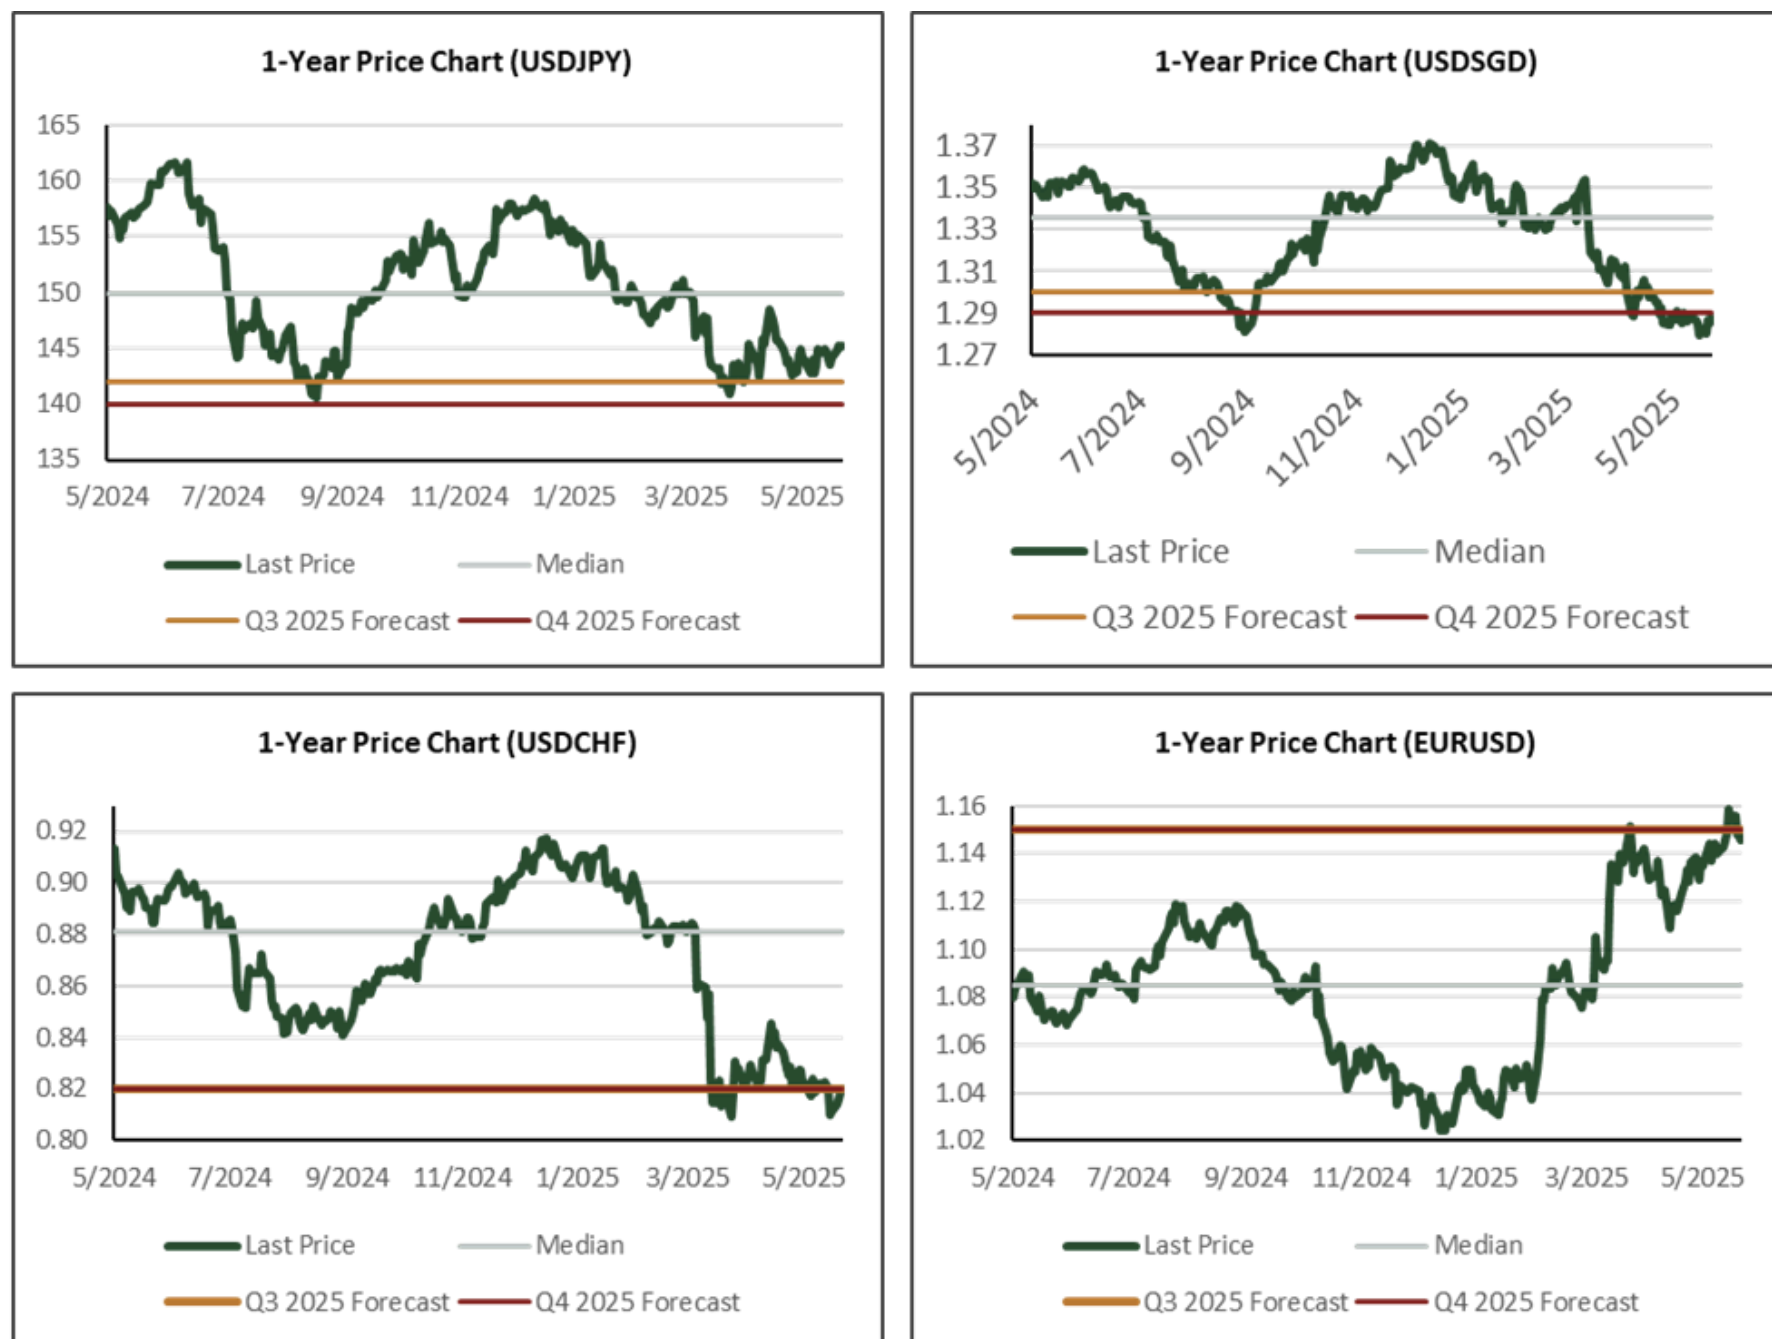 1-Year Price Chart (USDJPY)
165
160
155
150
145
140
135
5/2024 7/2024 9/2024 11/2024 1/2025 3/2025 5/2025
Last Price Median
Q3 2025 Forecast Q4 2025 Forecast
1-Year Price Chart (USDSGD)
1.37
1.35
1.33
1.31
1.29
1.27
5/2024 7/2024 9/2024 11/2024 1/2025 3/2025 5/2025
Last Price Median
Q3 2025 Forecast Q4 2025 Forecast
1-Year Price Chart (USDCHF)
0.92
0.90
0.88
0.86
0.84
0.82
0.80
5/2024 7/2024 9/2024 11/2024 1/2025 3/2025 5/2025
Last Price Median
Q3 2025 Forecast Q4 2025 Forecast
1-Year Price Chart (EURUSD)
1.16
1.14
1.12
1.10
1.08
1.06
1.04
1.02
5/2024 7/2024 9/2024 11/2024 1/2025 3/2025 5/2025
Last Price Median
Q3 2025 Forecast Q4 2025 Forecast